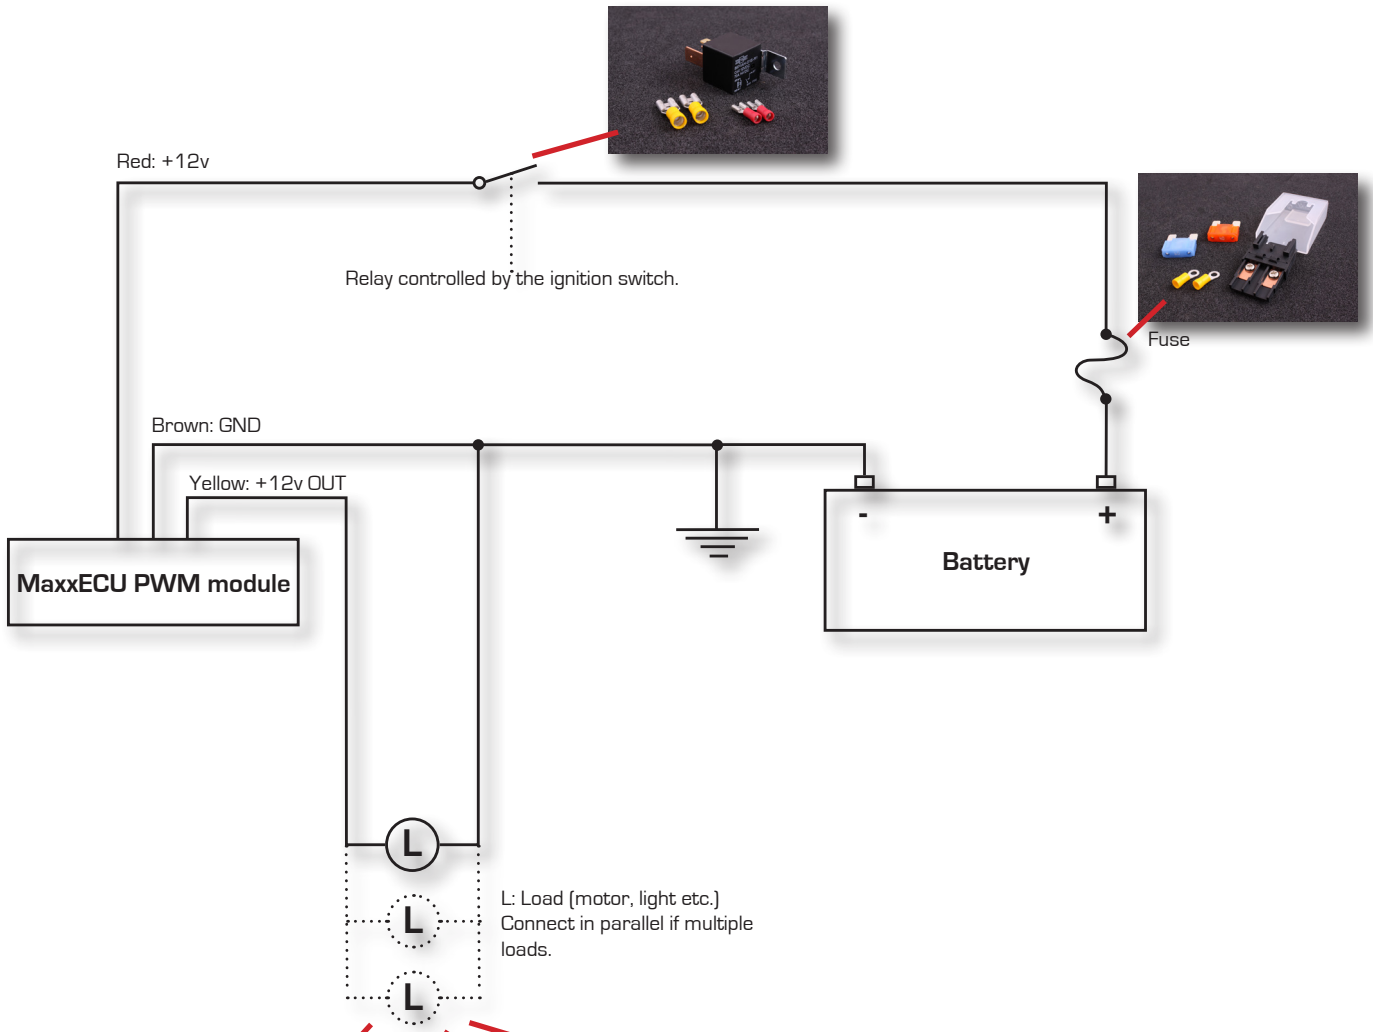 Red: +12v
Relay controlled by the ignition switch.
Fuse
Brown: GND
Yellow: +12v OUT
- +
MaxxECU PWM module
Battery
L
L: Load (motor, light etc.)
Connect in parallel if multiple
loads.
L
L